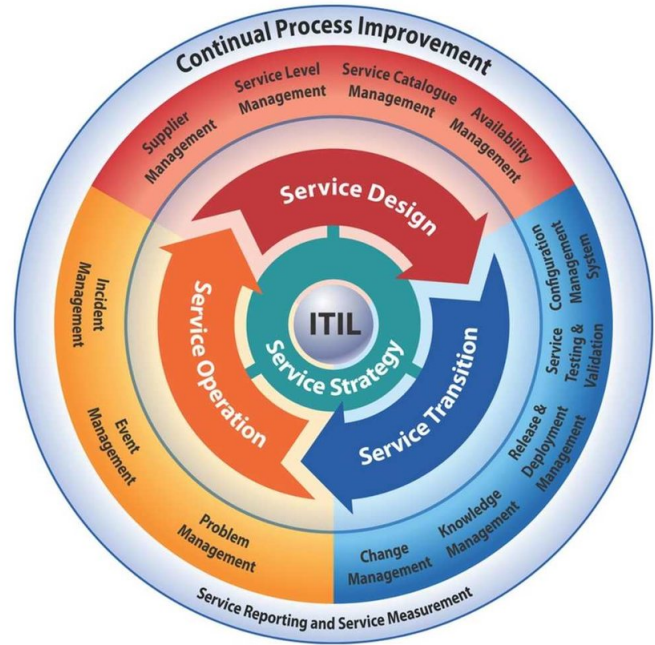 Continual Process Improvement
Supplier
Management
Service Level
Management
Service Catalogue
Management
Availability
Management
Configuration
Management
System
Service
Testing &
Validation
Release &
Deployment
Management
Knowledge
Management
Change
Management
Problem
Management
Event
Management
Incident
Management
Service Design
Service Transition
Service Operation
Service Strategy
ITIL
Service Reporting and Service Measurement